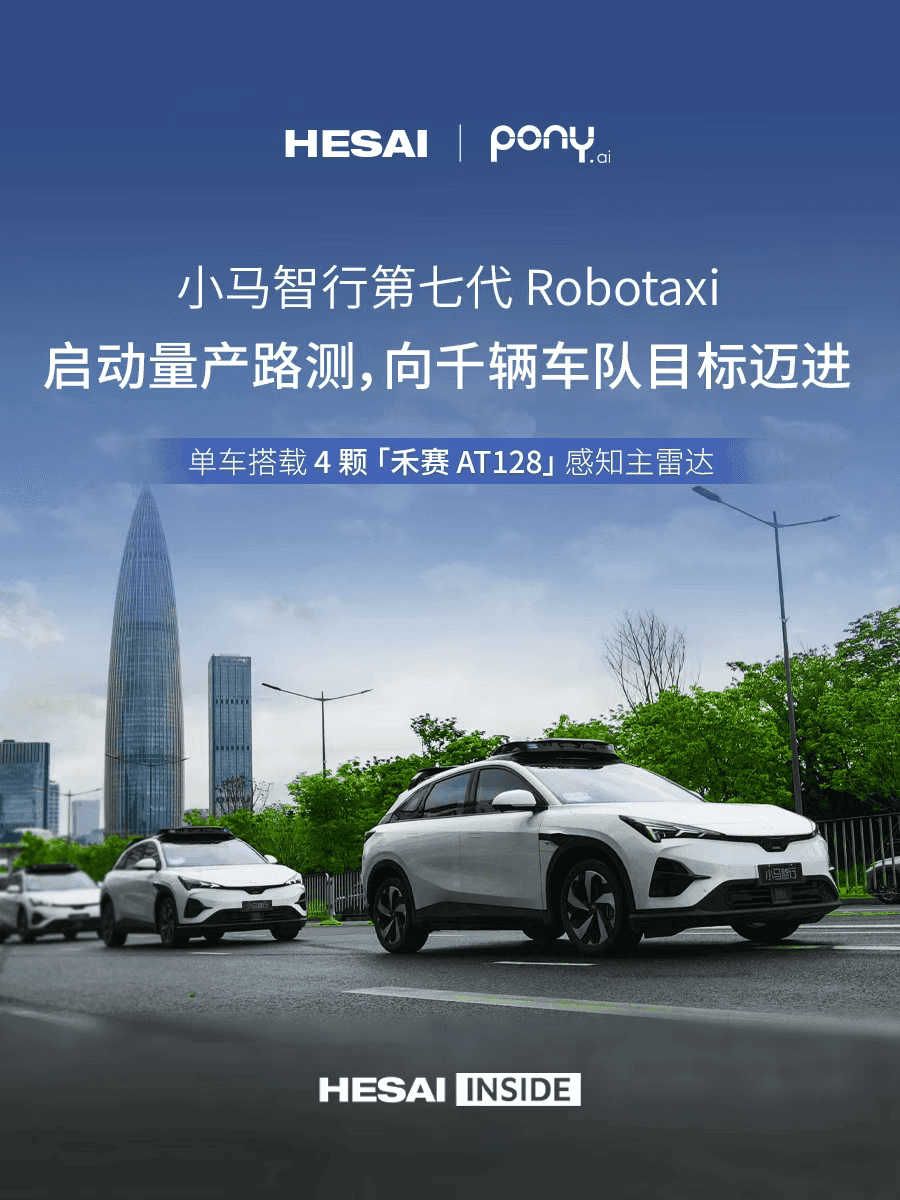 HESAI | pony.ai
小马智行第七代 Robotaxi
启动量产路测，向千辆车队目标迈进
单车搭载 4 颗「禾赛 AT128」感知主雷达
小马智行
HESAI INSIDE